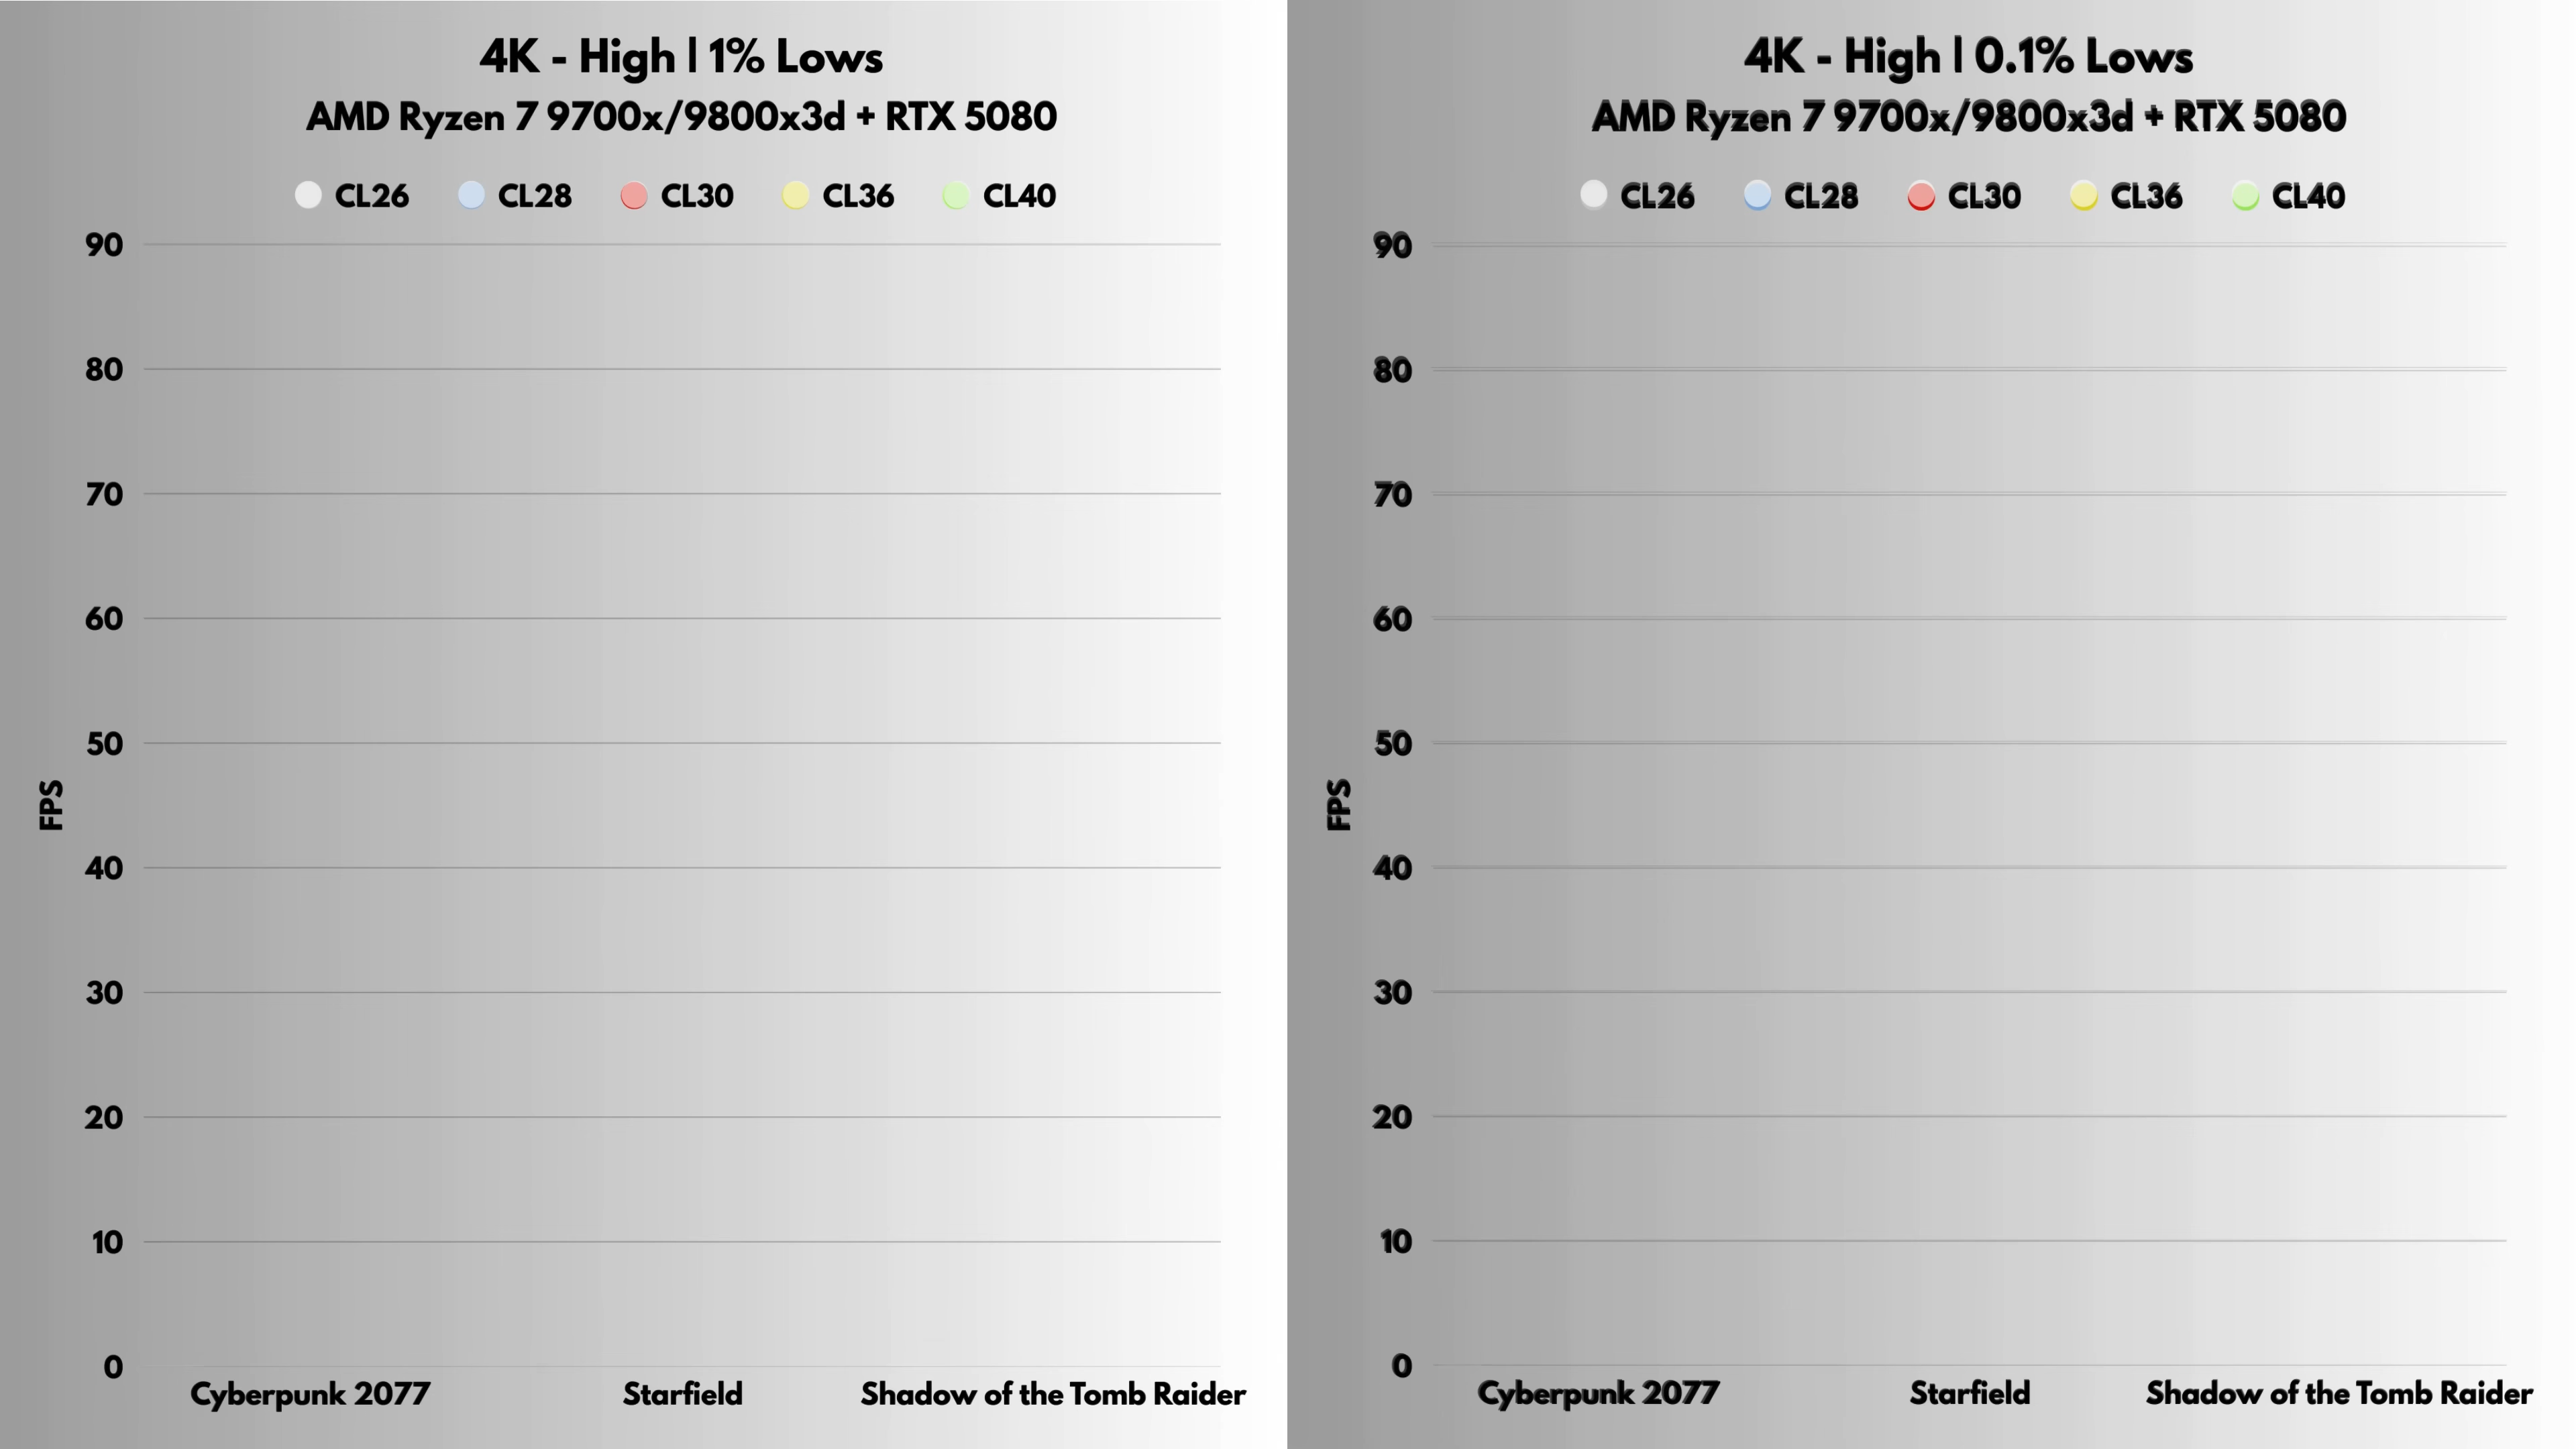 4K - High | 1% Lows
AMD Ryzen 7 9700x/9800x3d + RTX 5080
CL26 CL28 CL30 CL36 CL40
90
80
70
60
50
40
30
20
10
0
FPS
Cyberpunk 2077 Starfield Shadow of the Tomb Raider
4K - High | 0.1% Lows
AMD Ryzen 7 9700x/9800x3d + RTX 5080
CL26 CL28 CL30 CL36 CL40
90
80
70
60
50
40
30
20
10
0
FPS
Cyberpunk 2077 Starfield Shadow of the Tomb Raider